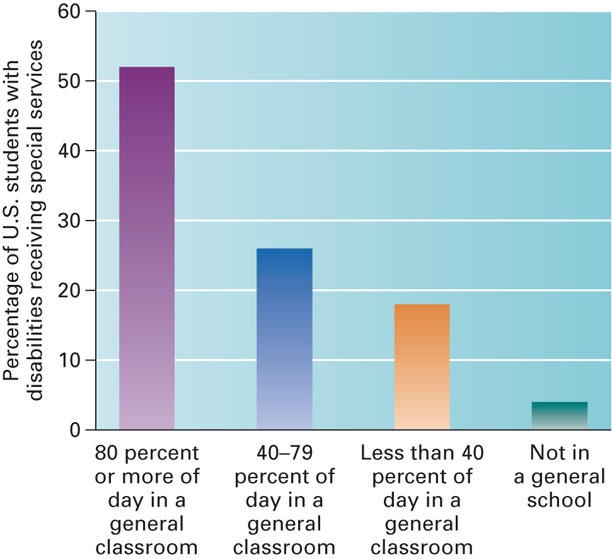 Percentage of U.S. students with
disabilities receiving special services
60
50
40
30
20
10
0
80 percent
or more of
day in a
general
classroom
40–79
percent of
day in a
general
classroom
Less than 40
percent of
day in a
general
classroom
Not in
a general
school